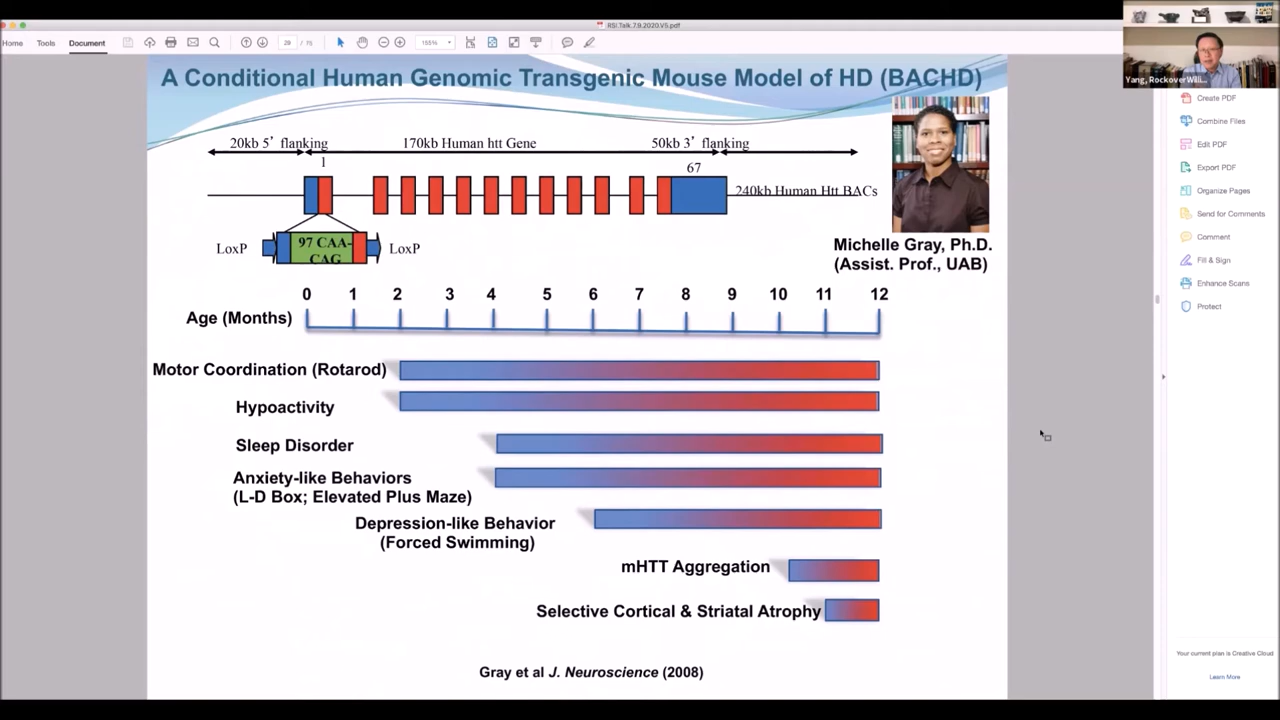 RSI.Talk.7.9.2020.V5.pdf
Home Tools Document 29 / 75 155%
Yang, RockoverWilli...
A Conditional Human Genomic Transgenic Mouse Model of HD (BACHD)
20kb 5' flanking 170kb Human htt Gene 50kb 3' flanking
1 67
240kb Human Htt BACs
LoxP 97 CAA- LoxP
CAG
Michelle Gray, Ph.D.
(Assist. Prof., UAB)
0 1 2 3 4 5 6 7 8 9 10 11 12
Age (Months)
Motor Coordination (Rotarod)
Hypoactivity
Sleep Disorder
Anxiety-like Behaviors
(L-D Box; Elevated Plus Maze)
Depression-like Behavior
(Forced Swimming)
mHTT Aggregation
Selective Cortical & Striatal Atrophy
Gray et al J. Neuroscience (2008)
Create PDF
Combine Files
Edit PDF
Export PDF
Organize Pages
Send for Comments
Comment
Fill & Sign
Enhance Scans
Protect
Your current plan is Creative Cloud
Learn More